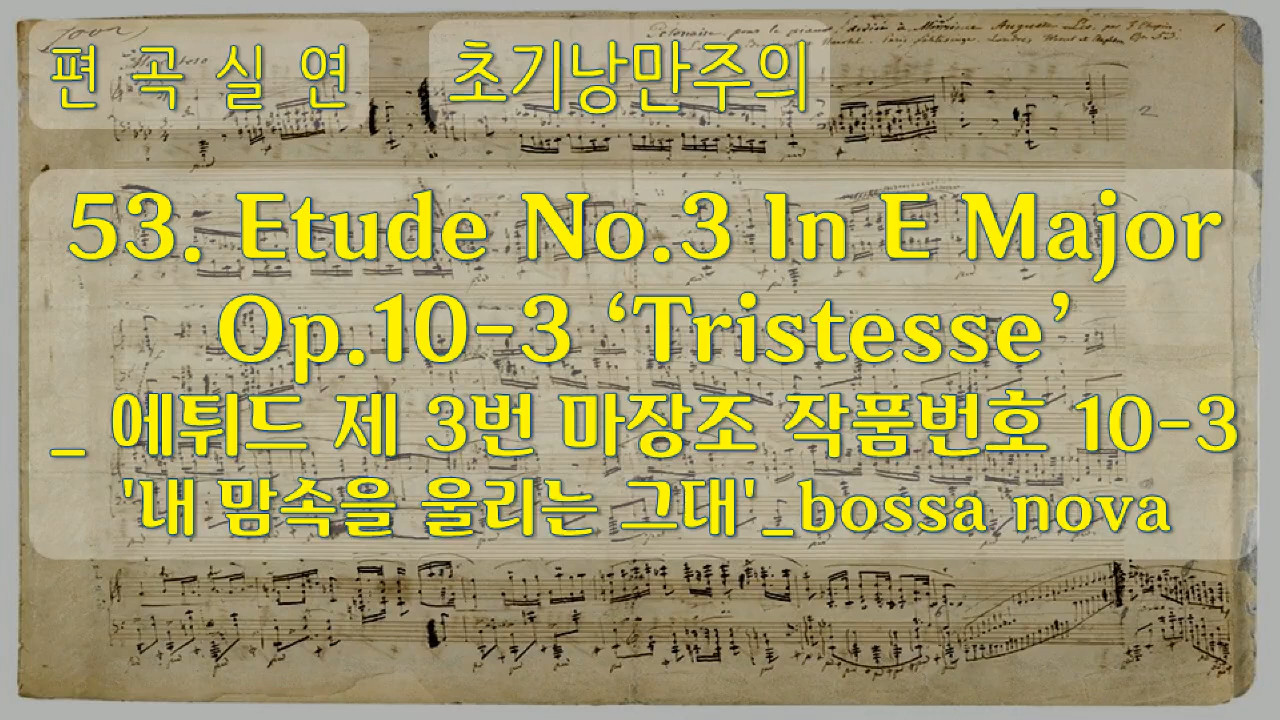 편 곡 실 연
초기낭만주의
53. Etude No.3 In E Major
Op.10-3 ‘Tristesse’
_ 에튀드 제 3번 마장조 작품번호 10-3
'내 맘속을 울리는 그대'_bossa nova